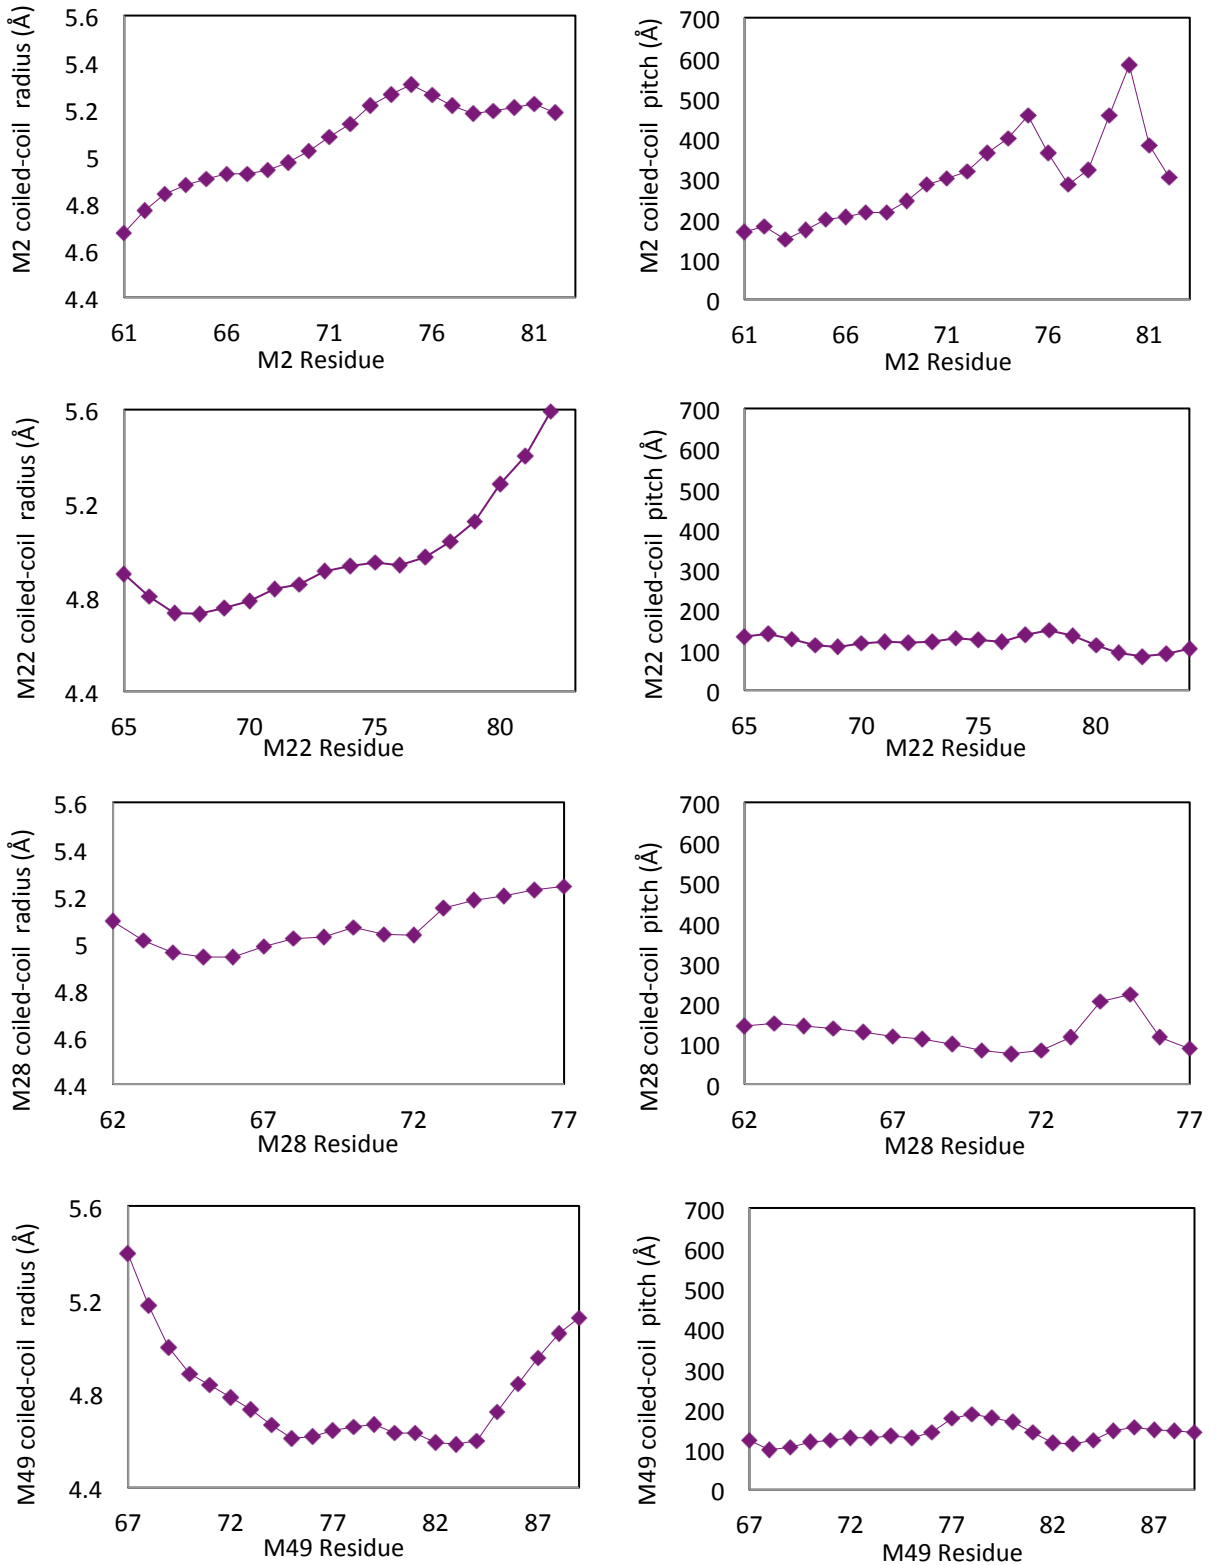 M2 coiled-coil radius (Å)
5.6
5.4
5.2
5
4.8
4.6
4.4
61 66 71 76 81
M2 Residue
M2 coiled-coil pitch (Å)
700
600
500
400
300
200
100
0
61 66 71 76 81
M2 Residue
M22 coiled-coil radius (Å)
5.6
5.2
4.8
4.4
65 70 75 80
M22 Residue
M22 coiled-coil pitch (Å)
700
600
500
400
300
200
100
0
65 70 75 80
M22 Residue
M28 coiled-coil radius (Å)
5.6
5.4
5.2
5
4.8
4.6
4.4
62 67 72 77
M28 Residue
M28 coiled-coil pitch (Å)
700
600
500
400
300
200
100
0
62 67 72 77
M28 Residue
M49 coiled-coil radius (Å)
5.6
5.2
4.8
4.4
67 72 77 82 87
M49 Residue
M49 coiled-coil pitch (Å)
700
600
500
400
300
200
100
0
67 72 77 82 87
M49 Residue